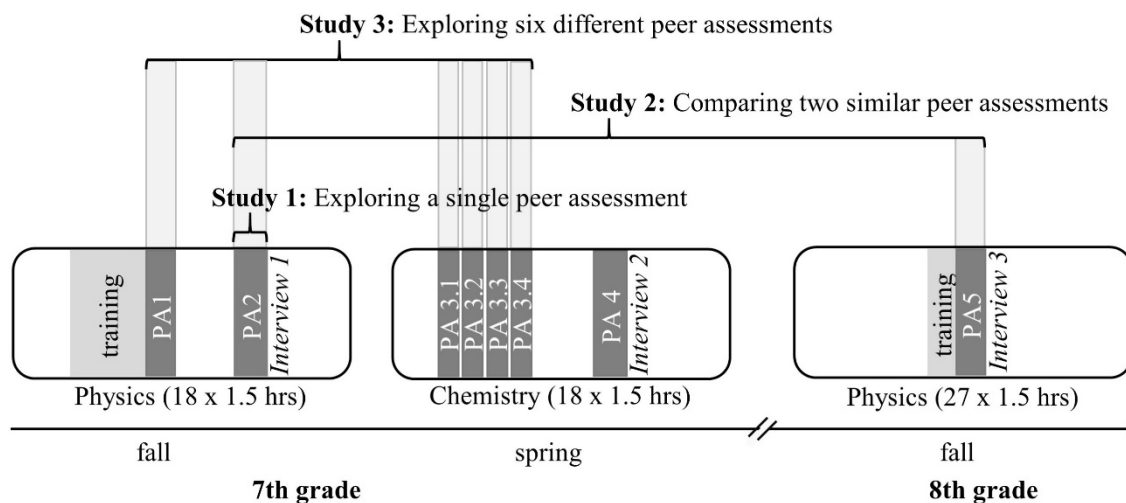 Study 3: Exploring six different peer assessments
Study 2: Comparing two similar peer assessments
Study 1: Exploring a single peer assessment
training
PA1
PA2
Interview 1
PA 3.1
PA 3.2
PA 3.3
PA 3.4
PA 4
Interview 2
training
PA5
Interview 3
Physics (18 x 1.5 hrs)
Chemistry (18 x 1.5 hrs)
Physics (27 x 1.5 hrs)
fall
spring
fall
7th grade
8th grade